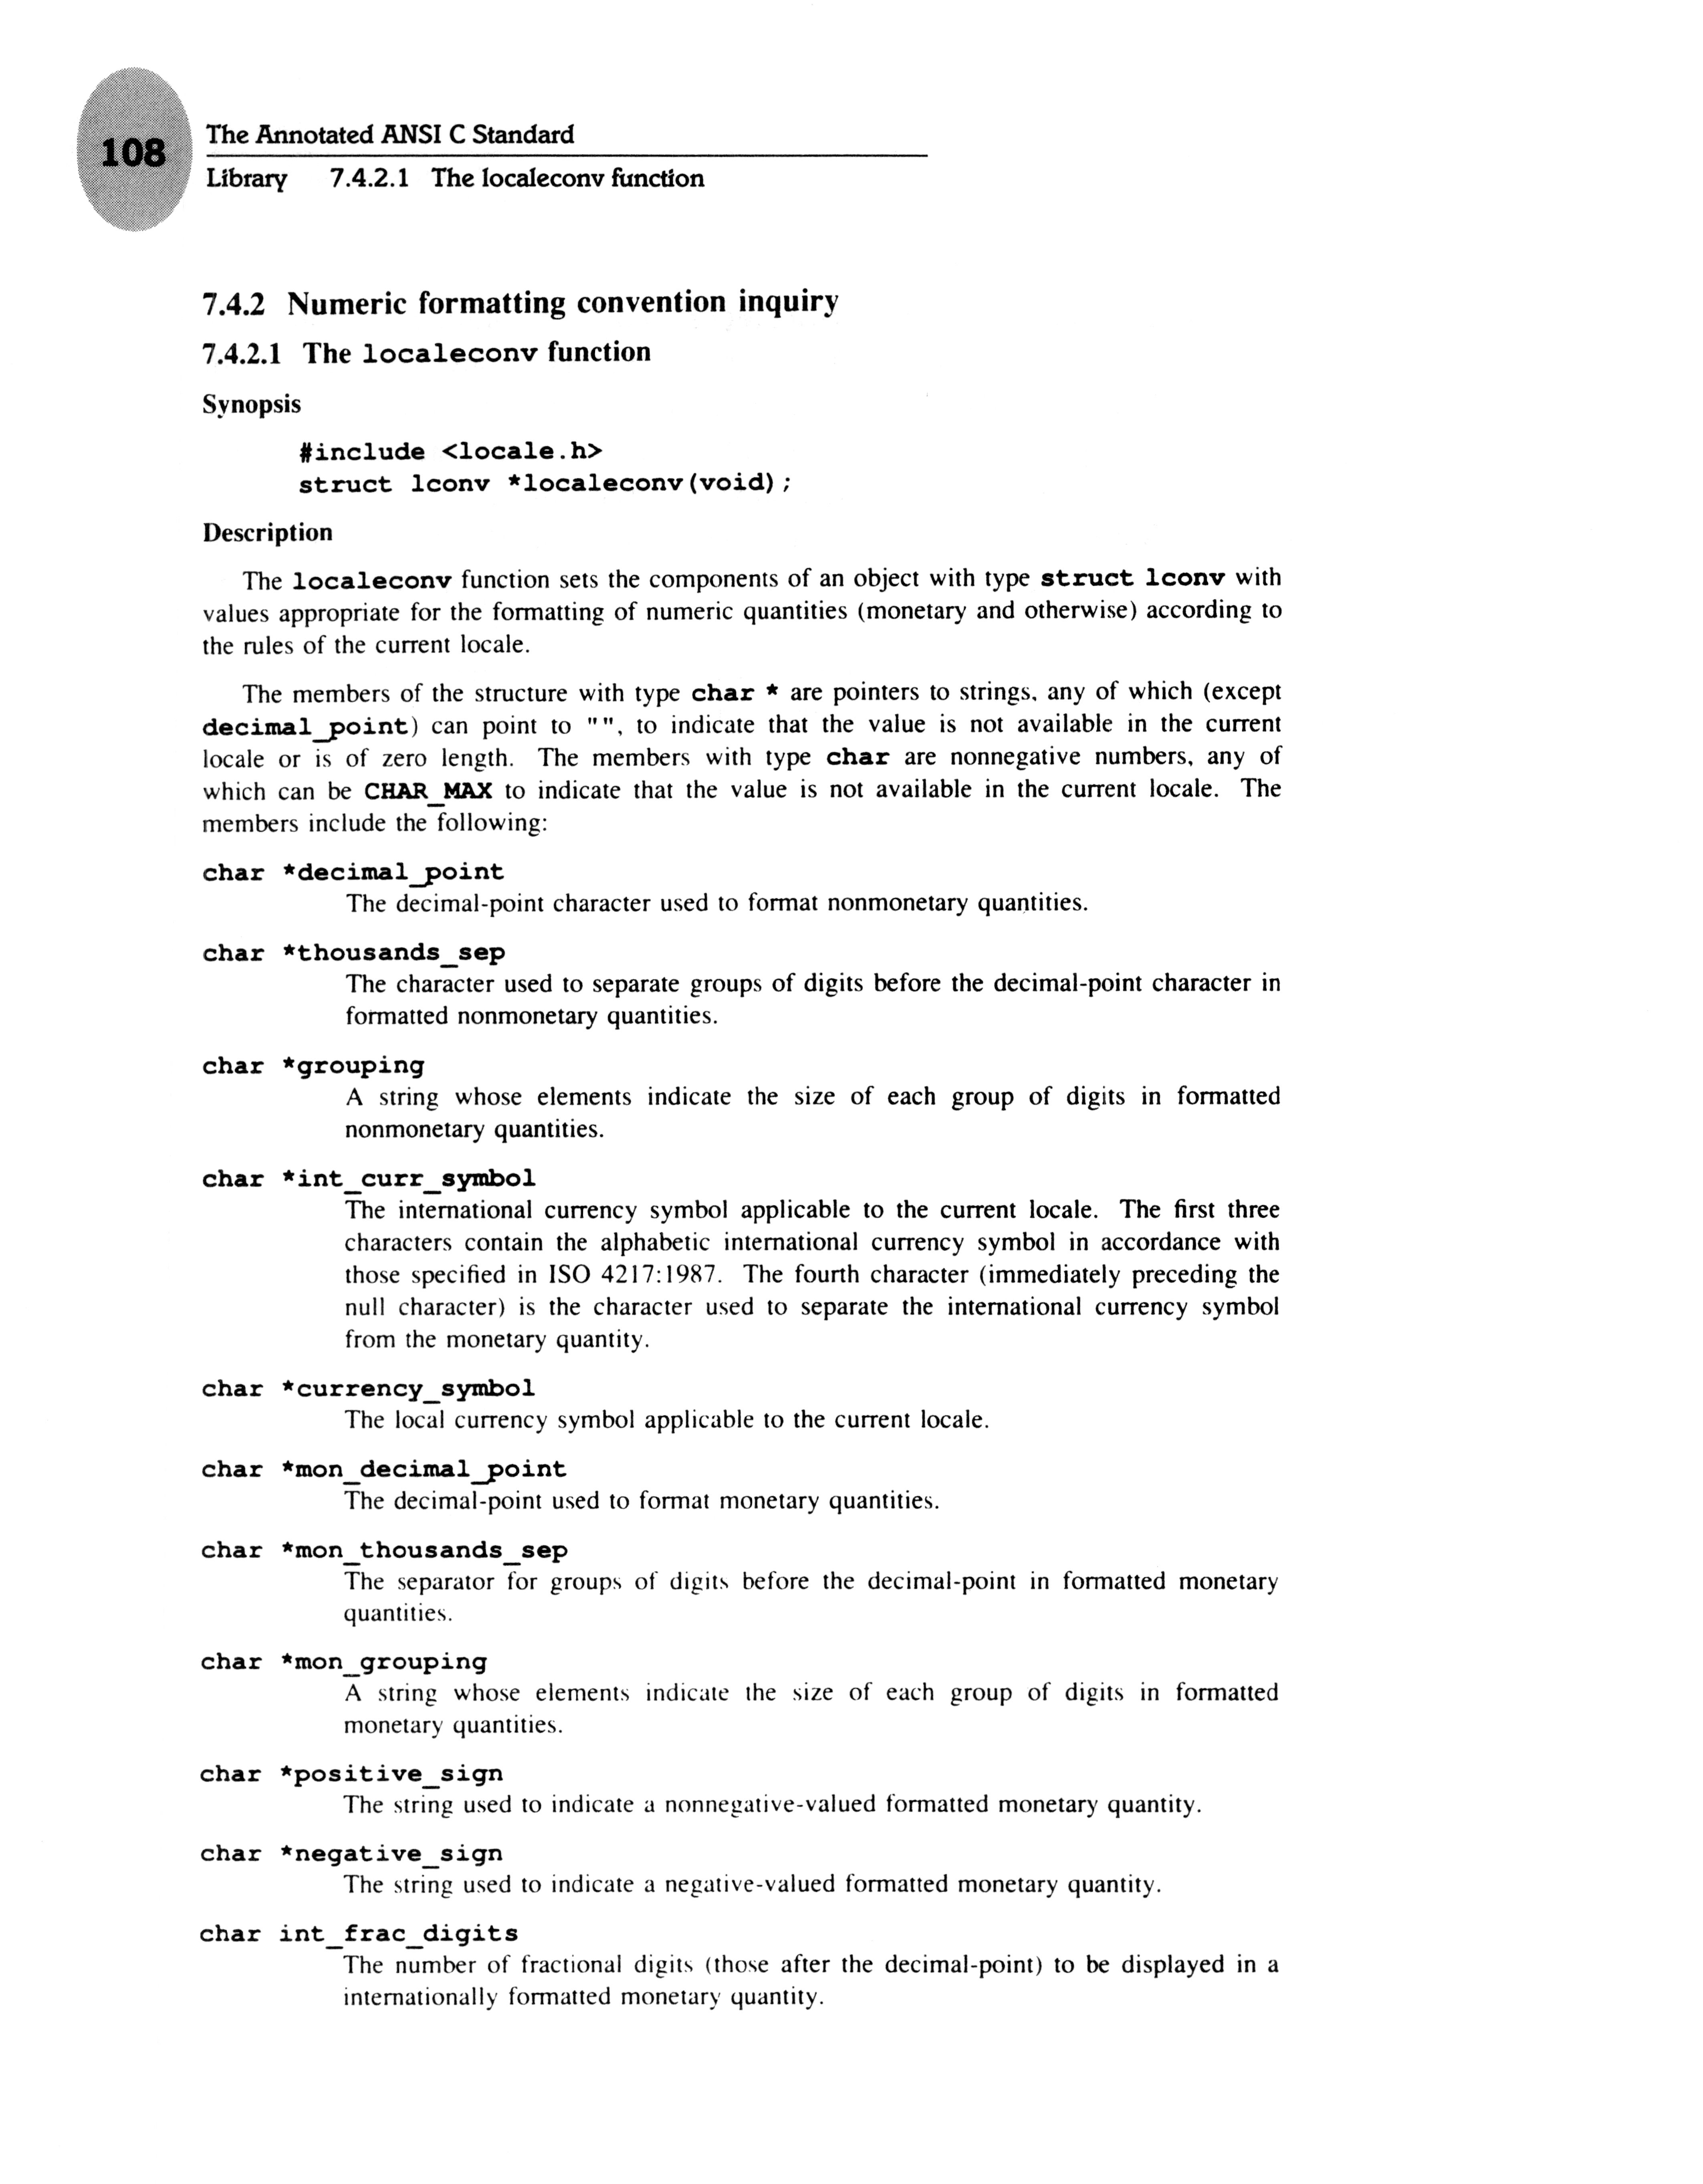 108
The Annotated ANSI C Standard
Library 7.4.2.1 The localeconv function
7.4.2 Numeric formatting convention inquiry
7.4.2.1 The localeconv function
Synopsis
#include <locale.h>
struct lconv *localeconv(void);
Description
The localeconv function sets the components of an object with type struct lconv with
values appropriate for the formatting of numeric quantities (monetary and otherwise) according to
the rules of the current locale.
The members of the structure with type char * are pointers to strings, any of which (except
decimal_point) can point to "", to indicate that the value is not available in the current
locale or is of zero length. The members with type char are nonnegative numbers, any of
which can be CHAR_MAX to indicate that the value is not available in the current locale. The
members include the following:
char *decimal_point
The decimal-point character used to format nonmonetary quantities.
char *thousands_sep
The character used to separate groups of digits before the decimal-point character in
formatted nonmonetary quantities.
char *grouping
A string whose elements indicate the size of each group of digits in formatted
nonmonetary quantities.
char *int_curr_symbol
The international currency symbol applicable to the current locale. The first three
characters contain the alphabetic international currency symbol in accordance with
those specified in ISO 4217:1987. The fourth character (immediately preceding the
null character) is the character used to separate the international currency symbol
from the monetary quantity.
char *currency_symbol
The local currency symbol applicable to the current locale.
char *mon_decimal_point
The decimal-point used to format monetary quantities.
char *mon_thousands_sep
The separator for groups of digits before the decimal-point in formatted monetary
quantities.
char *mon_grouping
A string whose elements indicate the size of each group of digits in formatted
monetary quantities.
char *positive_sign
The string used to indicate a nonnegative-valued formatted monetary quantity.
char *negative_sign
The string used to indicate a negative-valued formatted monetary quantity.
char int_frac_digits
The number of fractional digits (those after the decimal-point) to be displayed in a
internationally formatted monetary quantity.